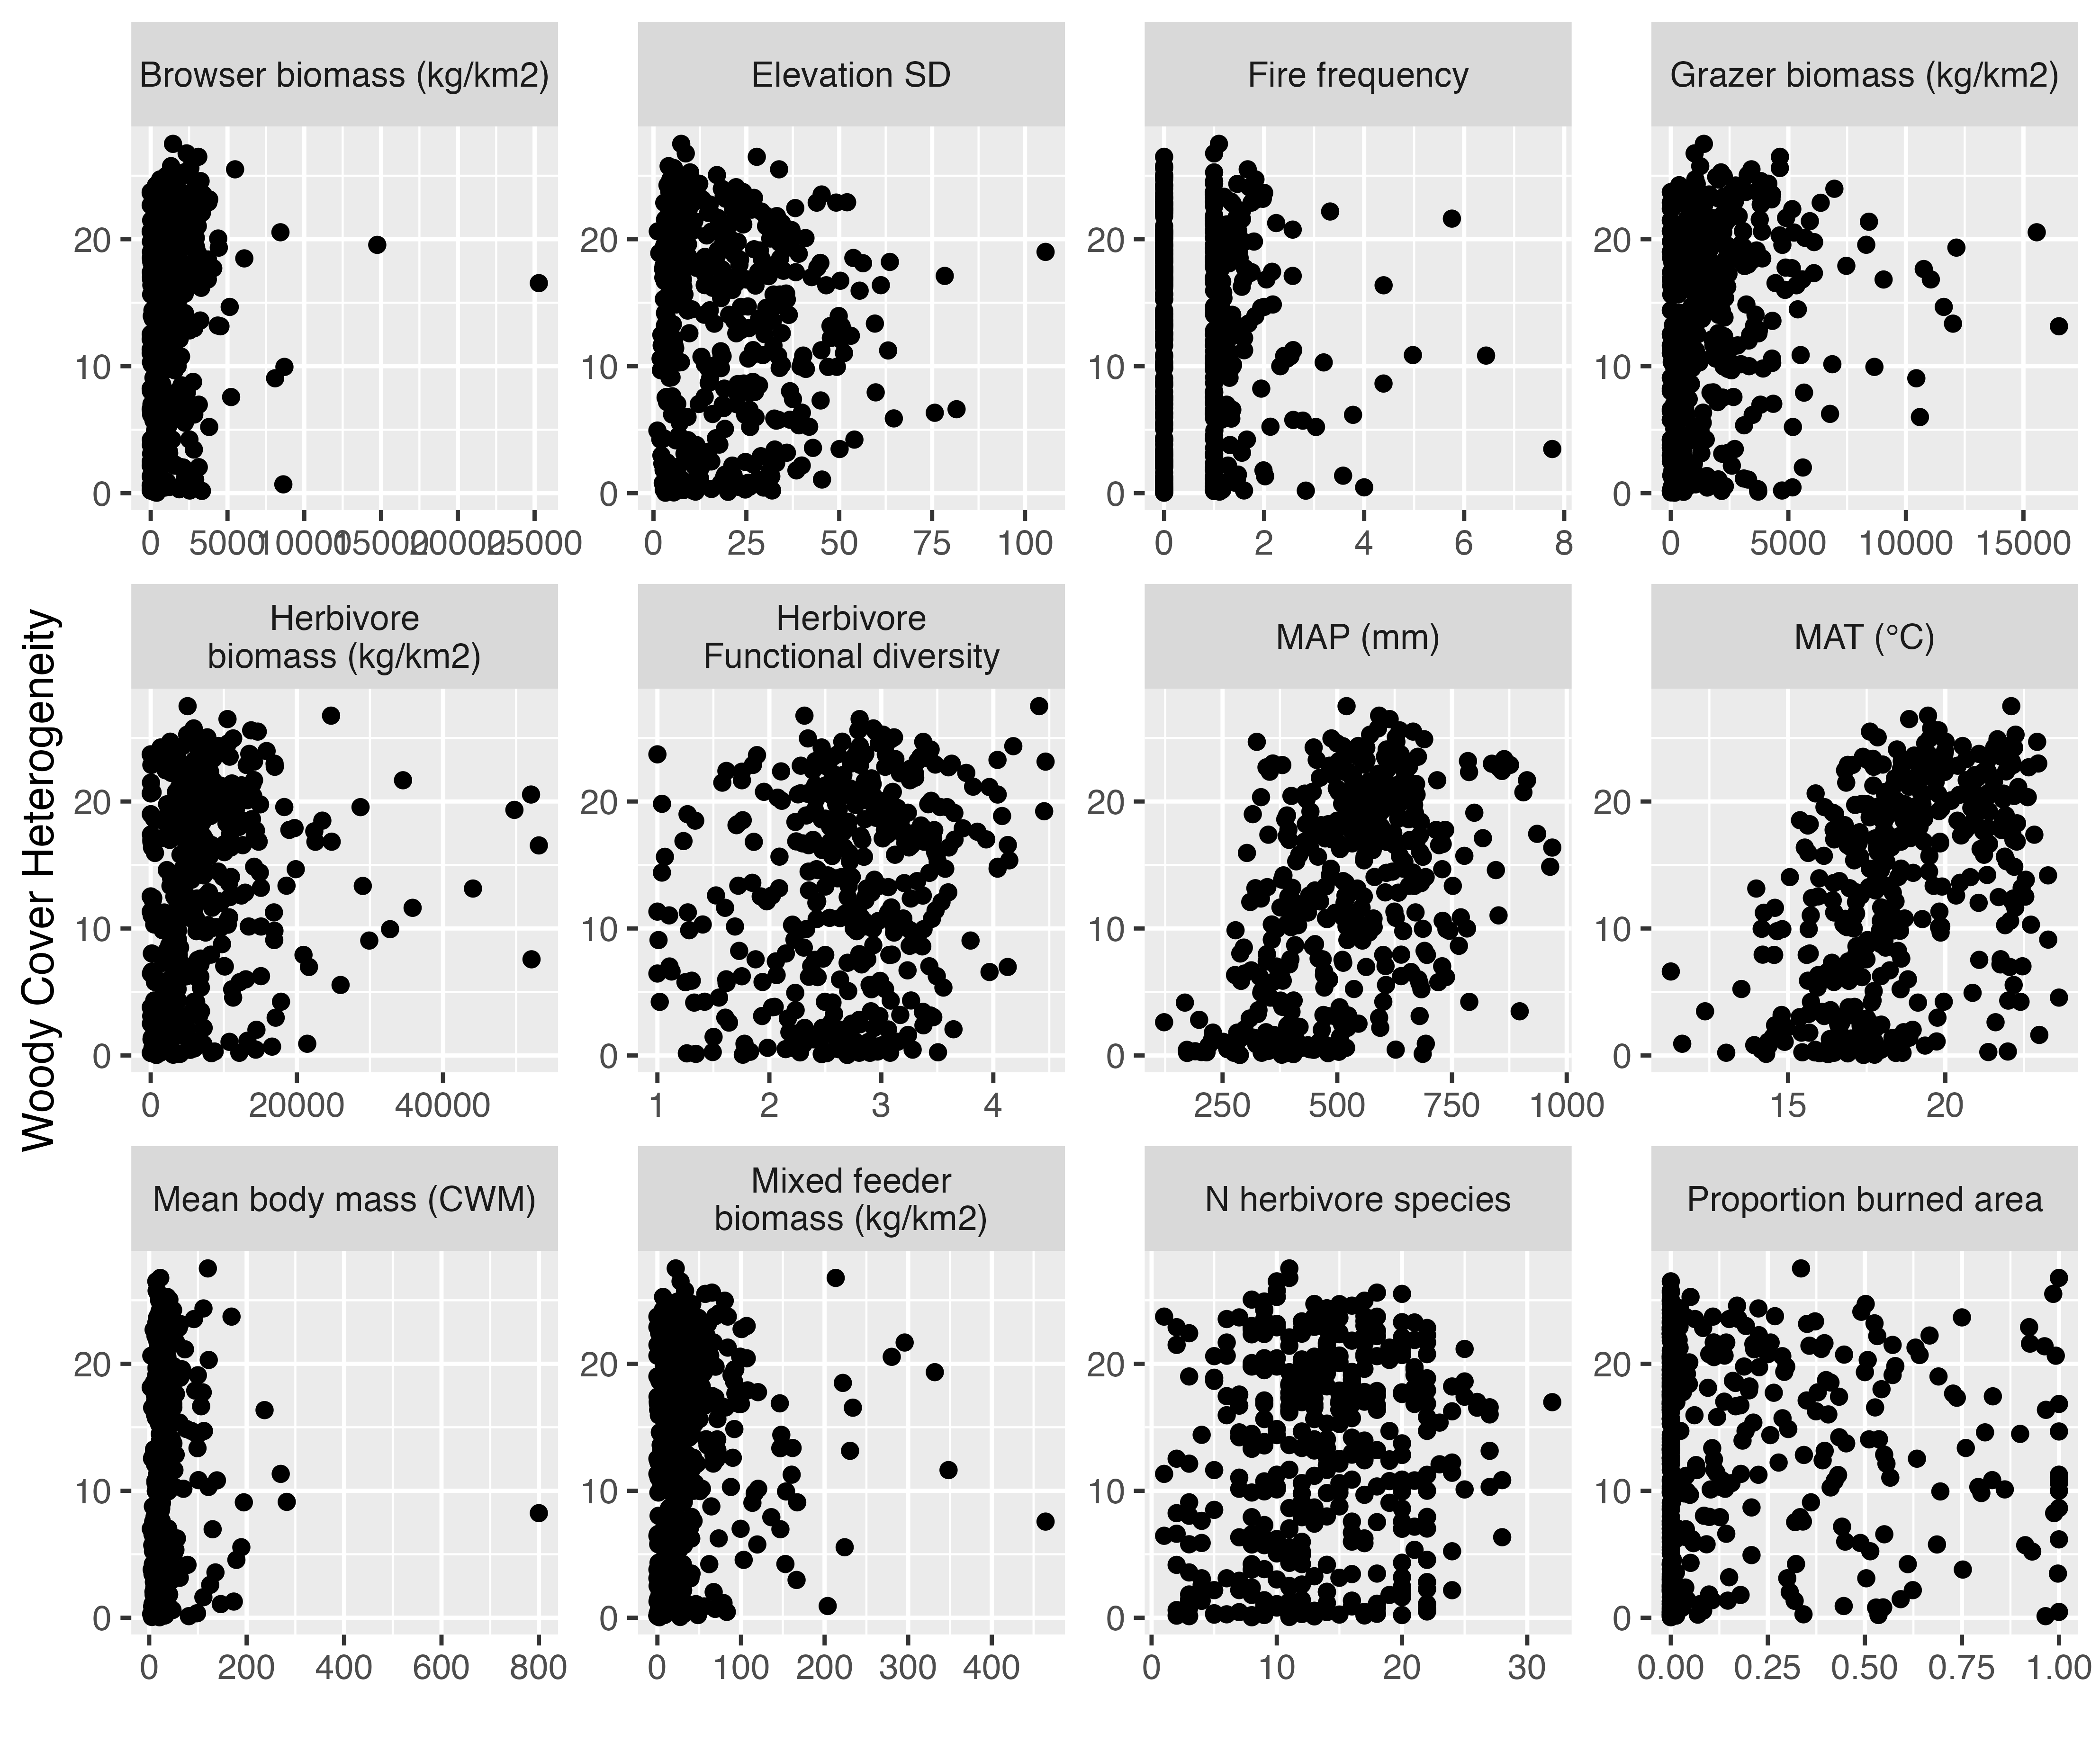 Browser biomass (kg/km2) Elevation SD Fire frequency Grazer biomass (kg/km2)
20 20 20 20
10 10 10 10
0 0 0 0
0 5000 10000 15000 20000 25000 0 25 50 75 100 0 2 4 6 8 0 5000 10000 15000
Woody Cover Heterogeneity
Herbivore
biomass (kg/km2)
Herbivore
Functional diversity
MAP (mm)
MAT (°C)
20 20 20 20
10 10 10 10
0 0 0 0
0 20000 40000 1 2 3 4 250 500 750 1000 15 20
Mean body mass (CWM)
Mixed feeder
biomass (kg/km2)
N herbivore species
Proportion burned area
20 20 20 20
10 10 10 10
0 0 0 0
0 200 400 600 800 0 100 200 300 400 0 10 20 30 0.00 0.25 0.50 0.75 1.00